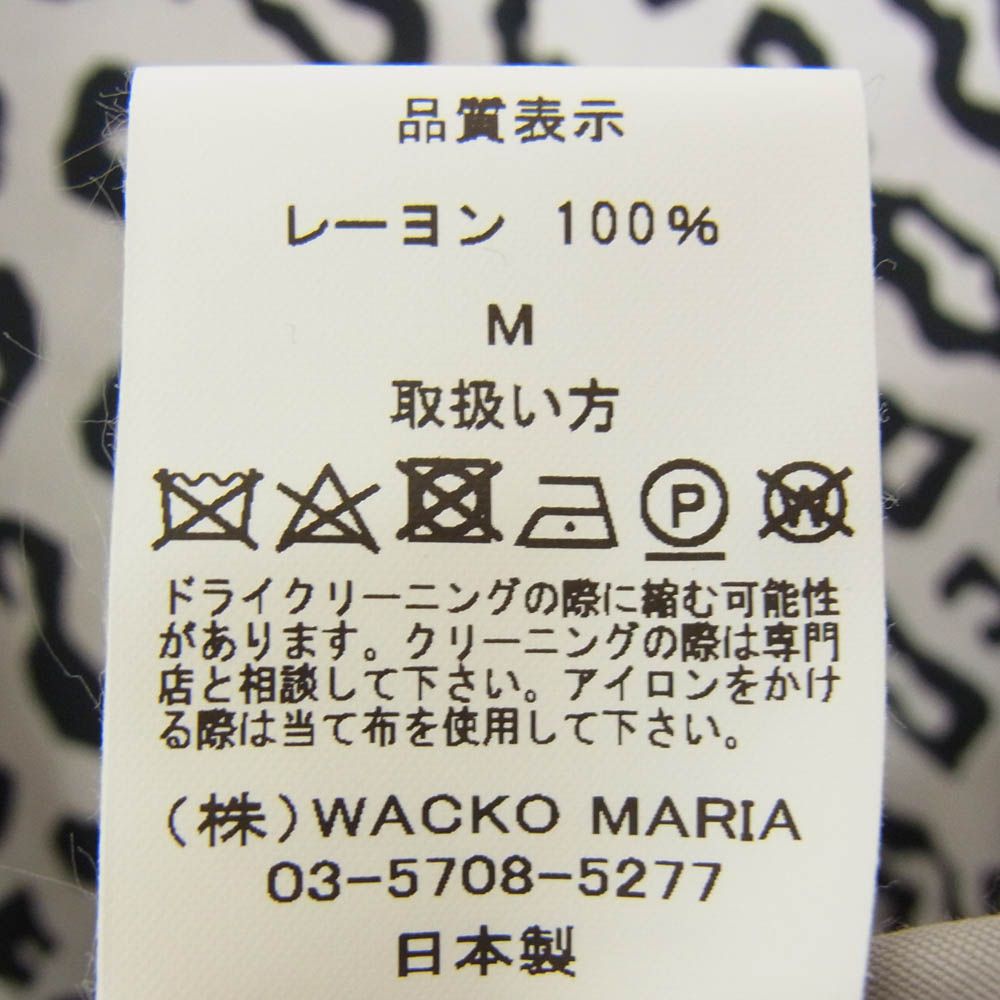 品質表示
レーヨン 100%
M
取扱い方
P W
ドライクリーニングの際に縮む可能性
があります。クリーニングの際は専門
店と相談して下さい。アイロンをかけ
る際は当て布を使用して下さい。
(株)WACKO MARIA
03-5708-5277
日本製